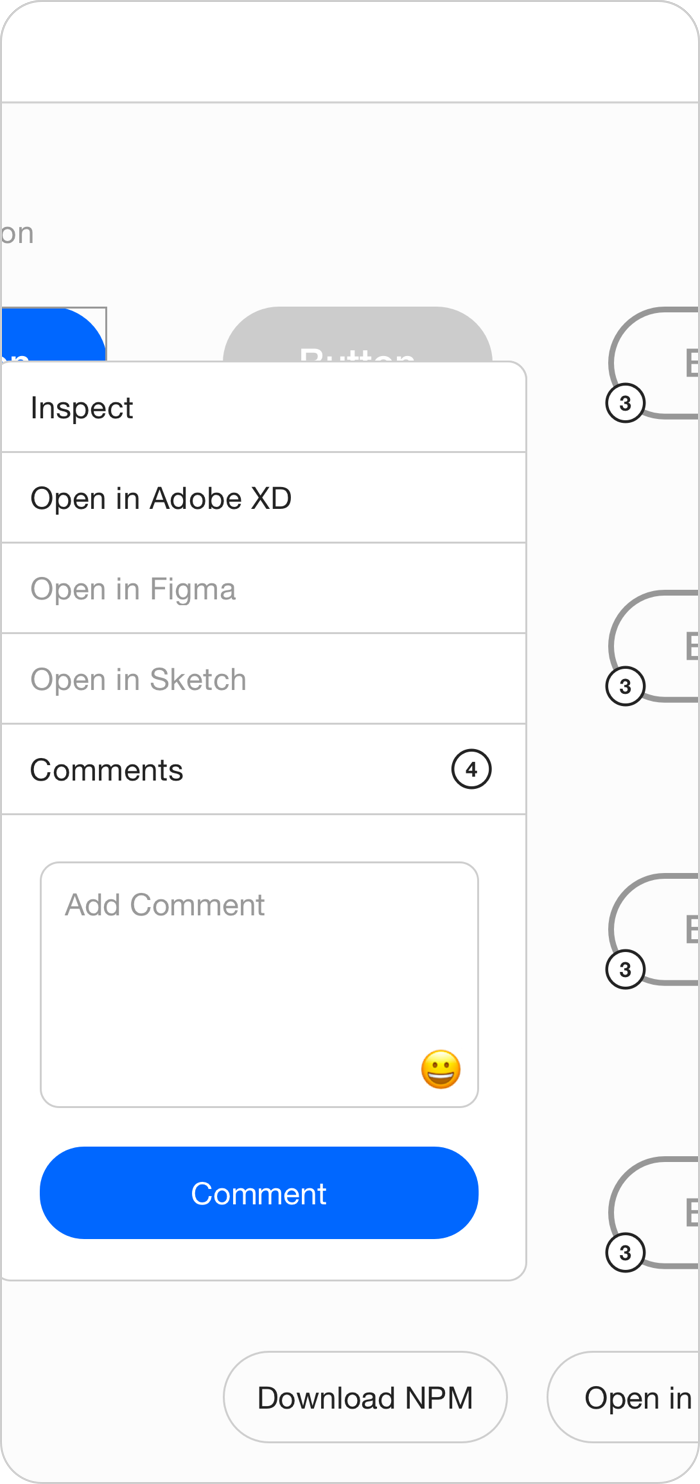 on
on
Button
3
Inspect
Open in Adobe XD
Open in Figma
Open in Sketch
3
Comments
4
Add Comment
😀
3
Comment
3
Download NPM
Open in